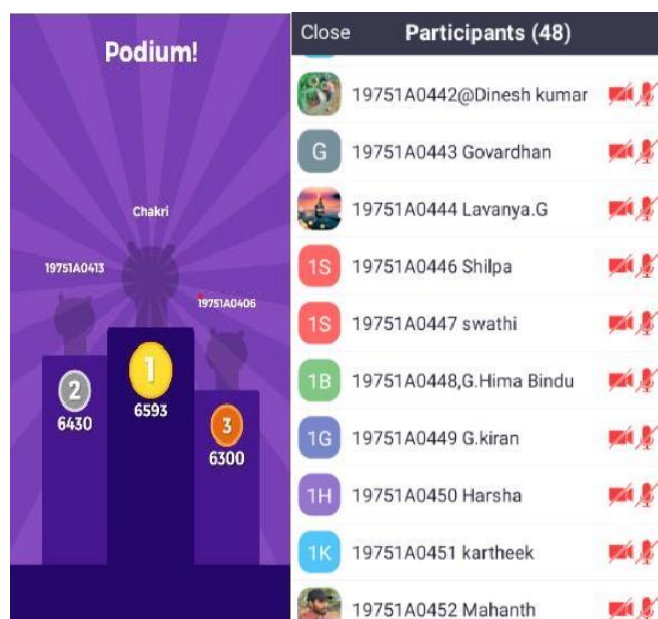 Podium!
Chakri
19751A0413
19751A0406
1
2
6593
6430
3
6300
Close Participants (48)
19751A0442@Dinesh kumar
G 19751A0443 Govardhan
19751A0444 Lavanya.G
1S 19751A0446 Shilpa
1S 19751A0447 swathi
1B 19751A0448,G.Hima Bindu
1G 19751A0449 G.kiran
1H 19751A0450 Harsha
1K 19751A0451 kartheek
19751A0452 Mahanth